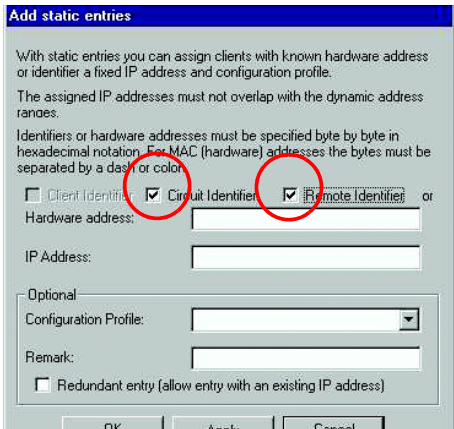 Add static entries
With static entries you can assign clients with known hardware address
or identifier a fixed IP address and configuration profile.
The assigned IP addresses must not overlap with the dynamic address
ranges.
Identifiers or hardware addresses must be specified byte by byte in
hexadecimal notation. For MAC (hardware) addresses the bytes must be
separated by a dash or colon.
Client Identifier Circuit Identifier Remote Identifier or
Hardware address:
IP Address:
Optional
Configuration Profile:
Remark:
Redundant entry (allow entry with an existing IP address)
OK Apply Cancel